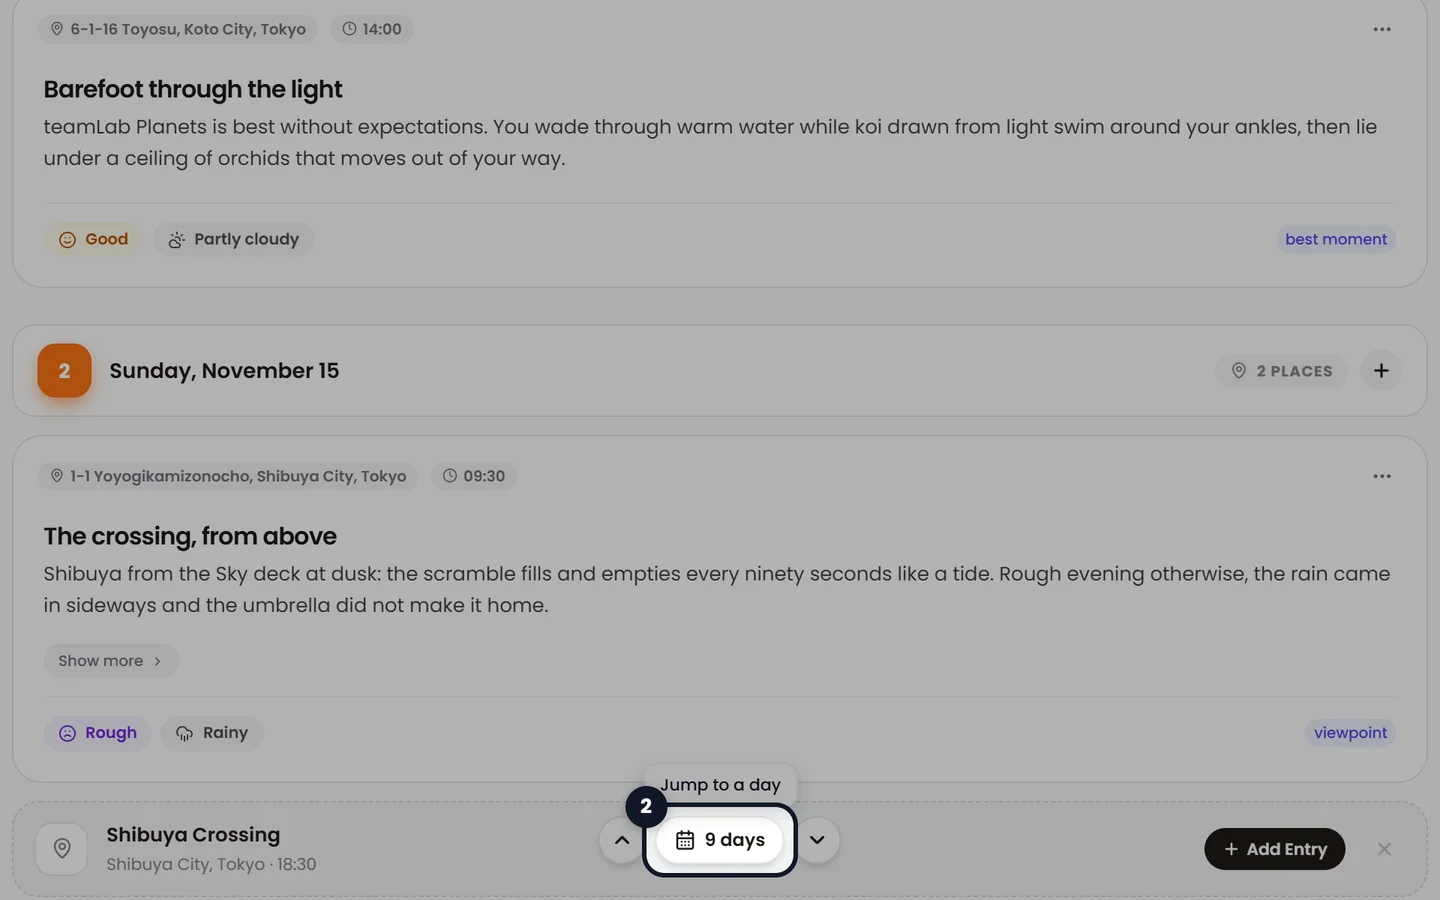 6-1-16 Toyosu, Koto City, Tokyo
14:00
Barefoot through the light
teamLab Planets is best without expectations. You wade through warm water while koi drawn from light swim around your ankles, then lie
under a ceiling of orchids that moves out of your way.
Good
Partly cloudy
best moment
2
Sunday, November 15
2 PLACES
1-1 Yoyogikamizonocho, Shibuya City, Tokyo
09:30
The crossing, from above
Shibuya from the Sky deck at dusk: the scramble fills and empties every ninety seconds like a tide. Rough evening otherwise, the rain came
in sideways and the umbrella did not make it home.
Show more
Rough
Rainy
viewpoint
Jump to a day
2
9 days
Shibuya Crossing
Shibuya City, Tokyo · 18:30
Add Entry